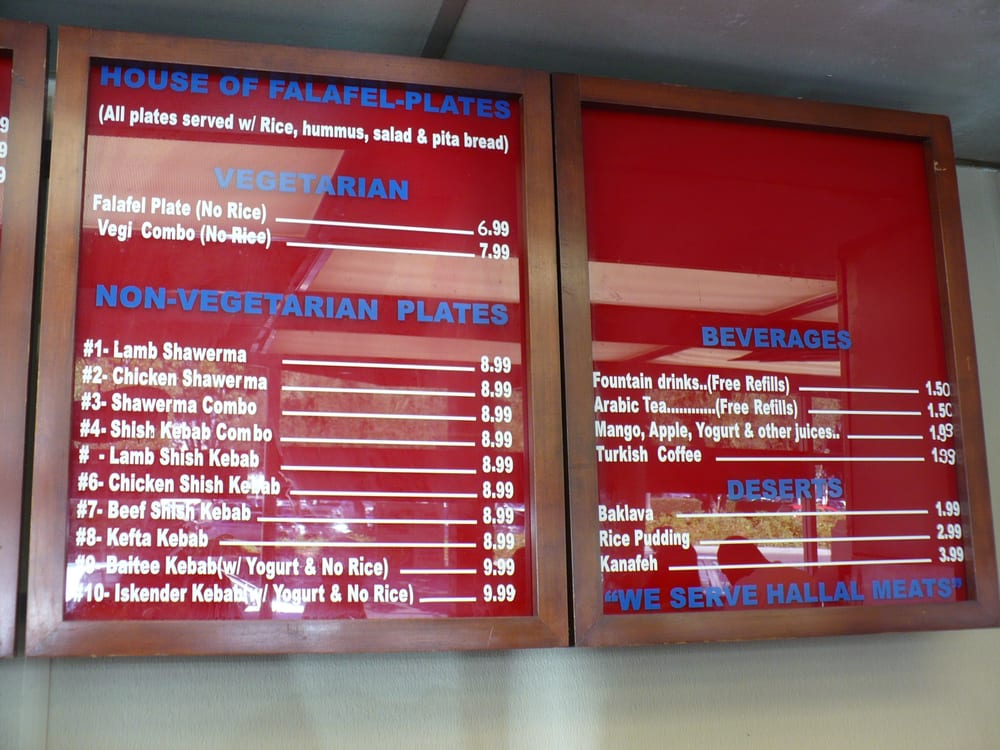 9
9
9
HOUSE OF FALAFEL-PLATES
(All plates served w/ Rice, hummus, salad & pita bread)
VEGETARIAN
Falafel Plate (No Rice) 6.99
Vegi Combo (No Rice) 7.99
NON-VEGETARIAN PLATES
#1- Lamb Shawerma 8.99
#2- Chicken Shawerma 8.99
#3- Shawerma Combo 8.99
#4- Shish Kebab Combo 8.99
# - Lamb Shish Kebab 8.99
#6- Chicken Shish Kebab 8.99
#7- Beef Shish Kebab 8.99
#8- Kefta Kebab 8.99
#9- Baitee Kebab(w/ Yogurt & No Rice) 9.99
#10- Iskender Kebab(w/ Yogurt & No Rice) 9.99
BEVERAGES
Fountain drinks..(Free Refills) 1.50
Arabic Tea............(Free Refills) 1.50
Mango, Apple, Yogurt & other juices..
Turkish Coffee
DESERTS
Baklava 1.99
Rice Pudding 2.99
Kanafeh 3.99
“WE SERVE HALLAL MEATS”